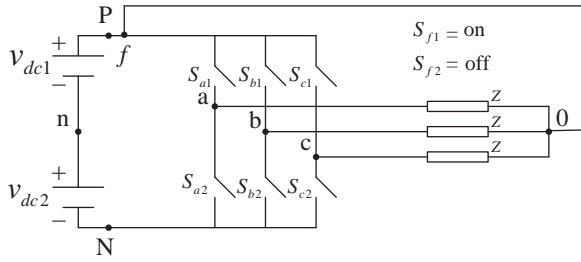 P
f
S_{f1} = on
S_{f2} = off
+
v_{dc1}
−
S_{a1} S_{b1} S_{c1}
a
Z
n
b
Z
0
c
Z
+
v_{dc2}
−
S_{a2} S_{b2} S_{c2}
N